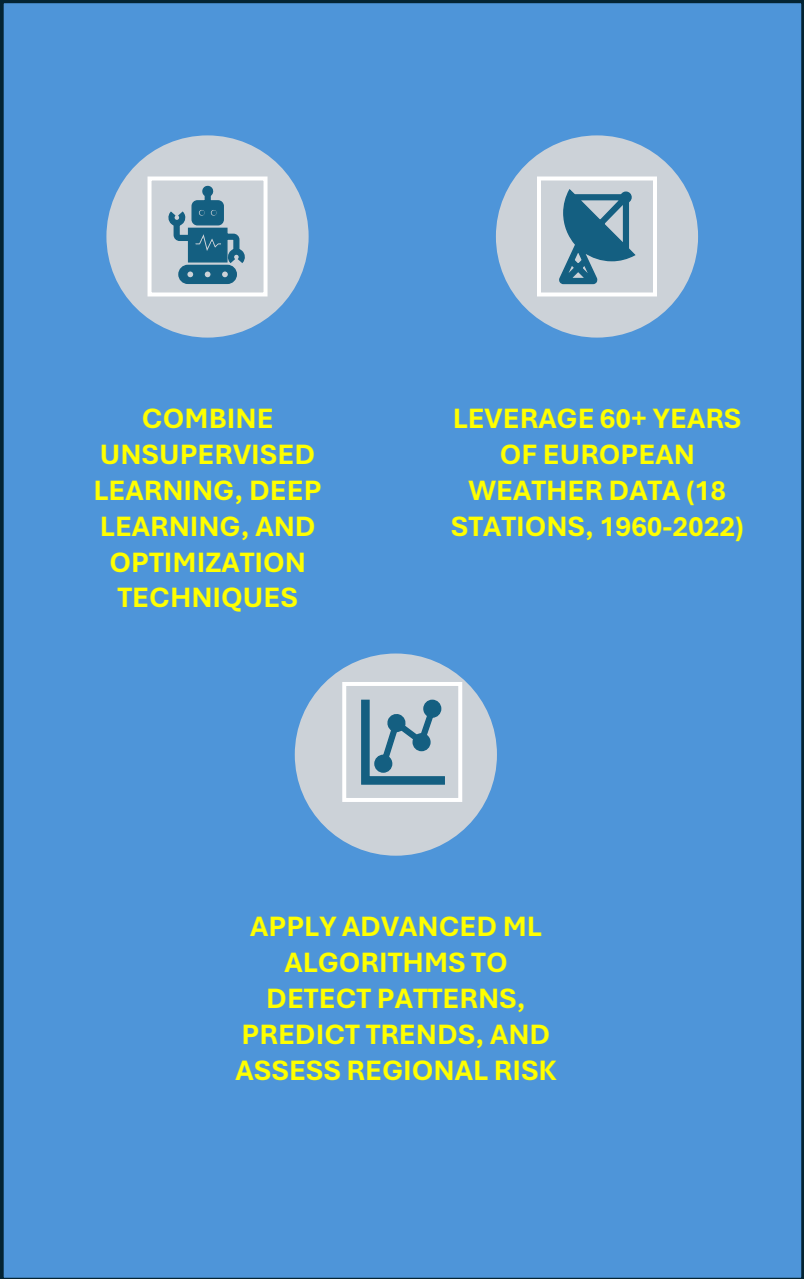 COMBINE
UNSUPERVISED
LEARNING, DEEP
LEARNING, AND
OPTIMIZATION
TECHNIQUES
LEVERAGE 60+ YEARS
OF EUROPEAN
WEATHER DATA (18
STATIONS, 1960-2022)
APPLY ADVANCED ML
ALGORITHMS TO
DETECT PATTERNS,
PREDICT TRENDS, AND
ASSESS REGIONAL RISK